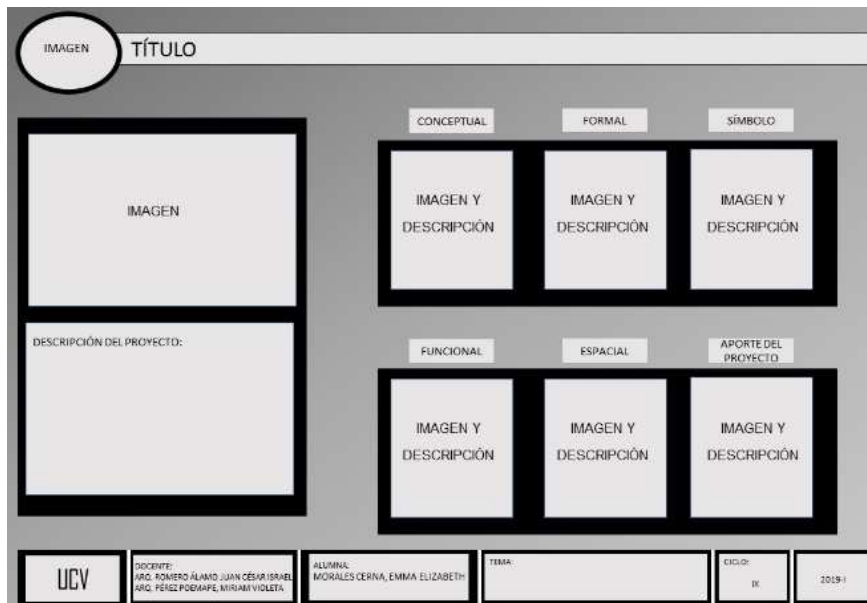 IMAGEN
TÍTULO
IMAGEN
DESCRIPCIÓN DEL PROYECTO:
CONCEPTUAL
FORMAL
SÍMBOLO
IMAGEN Y
DESCRIPCIÓN
IMAGEN Y
DESCRIPCIÓN
IMAGEN Y
DESCRIPCIÓN
FUNCIONAL
ESPACIAL
APORTE DEL
PROYECTO
IMAGEN Y
DESCRIPCIÓN
IMAGEN Y
DESCRIPCIÓN
IMAGEN Y
DESCRIPCIÓN
UCV
DOCENTE:
ARQ. ROMERO ÁLAMO JUAN CÉSAR ISRAEL
ARQ. PÉREZ POEMAPE, MIRIAM VIOLETA
ALUMNA:
MORALES CERNA, EMMA ELIZABETH
TEMA:
CICLO:
IX
2019-I